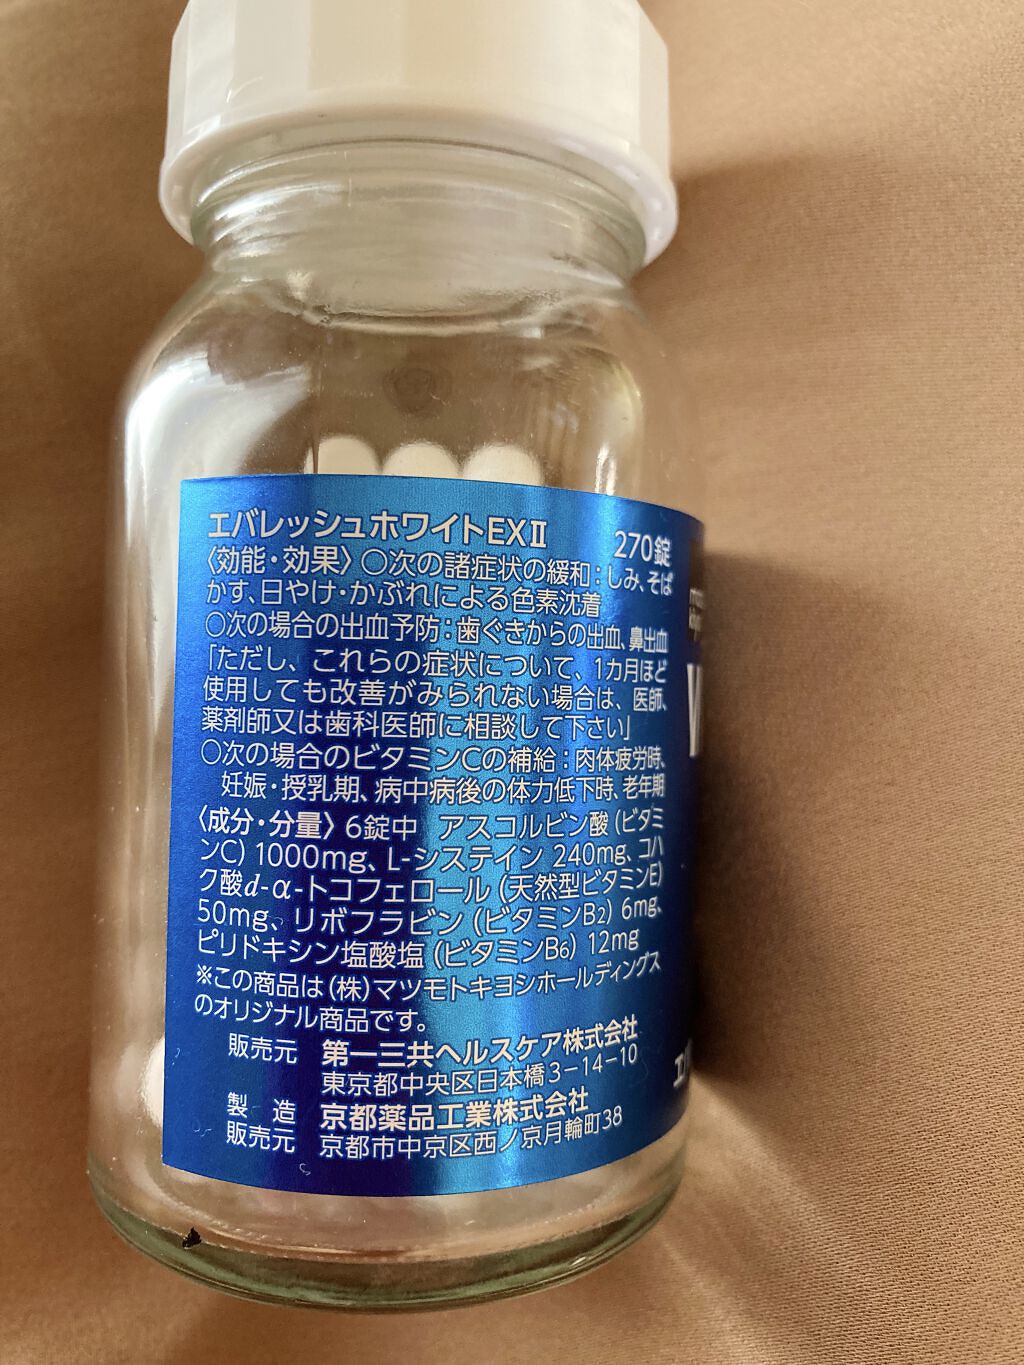 エバレッシュホワイトEXⅡ 270錠
〈効能・効果〉○次の諸症状の緩和：しみ、そば
かす、日やけ・かぶれによる色素沈着
○次の場合の出血予防：歯ぐきからの出血、鼻出血
「ただし、これらの症状について、1カ月ほど
使用しても改善がみられない場合は、医師、
薬剤師又は歯科医師に相談して下さい」
○次の場合のビタミンCの補給：肉体疲労時、
妊娠・授乳期、病中病後の体力低下時、老年期
〈成分・分量〉6錠中 アスコルビン酸（ビタミ
ンC）1000mg、L-システイン 240mg、コハ
ク酸d-α-トコフェロール（天然型ビタミンE）
50mg、リボフラビン（ビタミンB2）6mg、
ピリドキシン塩酸塩（ビタミンB6）12mg
※この商品は（株）マツモトキヨシホールディングス
のオリジナル商品です。
販売元 第一三共ヘルスケア株式会社
東京都中央区日本橋3-14-10
製造 京都薬品工業株式会社
販売元 京都市中京区西ノ京月輪町38